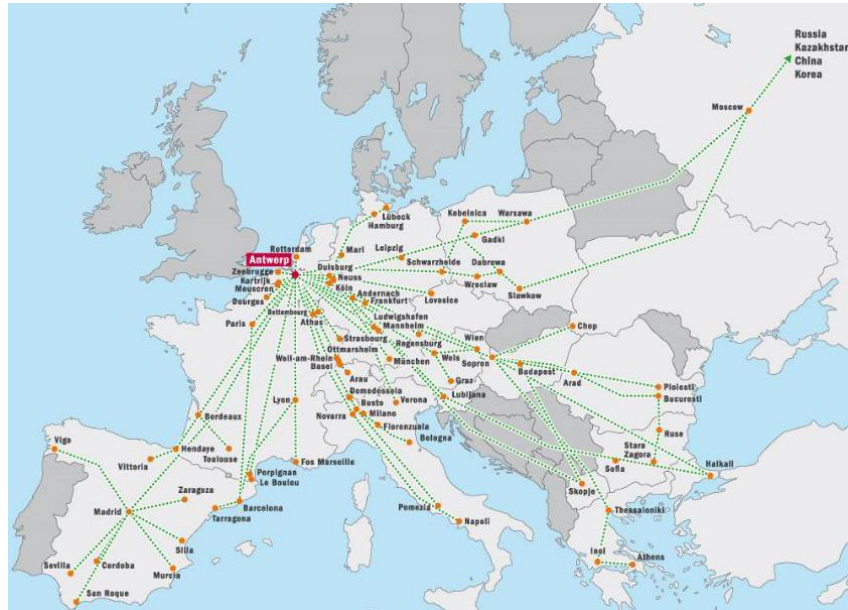 Russia
Kazakhstan
China
Korea
Moscow
Lübeck
Hamburg
Kobelnica
Warsawa
Gadki
Rotterdam
Marl
Leipzig
Antwerp
Duisburg
Schwarzheide
Dabrowa
Zeebrugge
Neuss
Kortrijk
Köln
Wroclaw
Mouscron
Andernach
Slawkow
Dourges
Frankfurt
Lovosice
Bettembourg
Athus
Ludwigshafen
Paris
Mannheim
Chop
Strasbourg
Regensburg
Wien
Ottmarsheim
Weil-am-Rhein
München
Wels
Sopron
Basel
Budapest
Arau
Graz
Arad
Ploiesti
Domodossola
Lyon
Busto
Verona
Lubljana
Bucuresti
Novarra
Milano
Bordeaux
Fiorenzuola
Ruse
Vigo
Hendaye
Bologna
Stara
Zagora
Vittoria
Toulouse
Fos Marseille
Sofia
Halkali
Perpignan
Le Boulou
Zaragoza
Skopje
Madrid
Barcelona
Pomezia
Thessaloniki
Tarragona
Napoli
Silla
Inoi
Athens
Sevilla
Cordoba
Murcia
San Roque